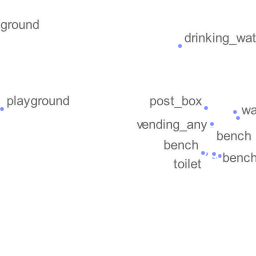 ground
drinking_wat
playground
post_box
wa
vending_any
bench
bench
bench
toilet